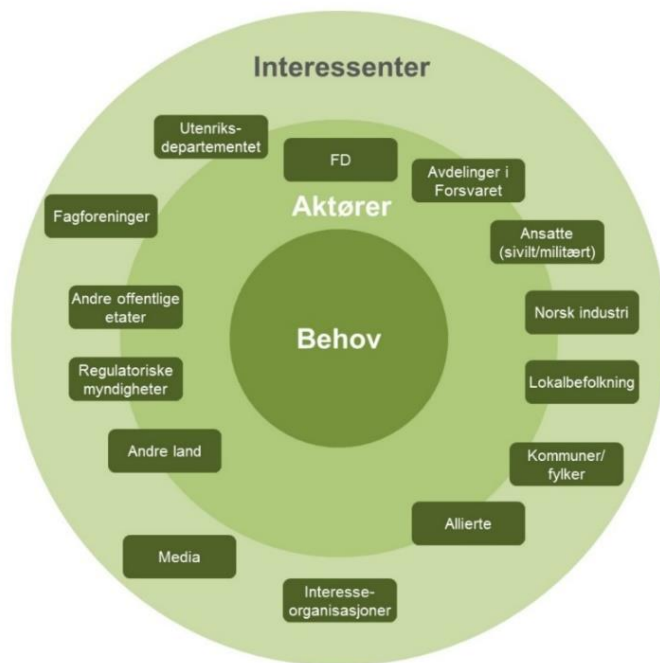 Interessenter
Utenriks-
departementet
FD
Avdelinger i
Forsvaret
Aktører
Fagforeninger
Ansatte
(sivilt/militært)
Andre offentlige
etater
Norsk industri
Behov
Regulatoriske
myndigheter
Lokalbefolkning
Andre land
Kommuner/
fylker
Allierte
Media
Interesse-
organisasjoner